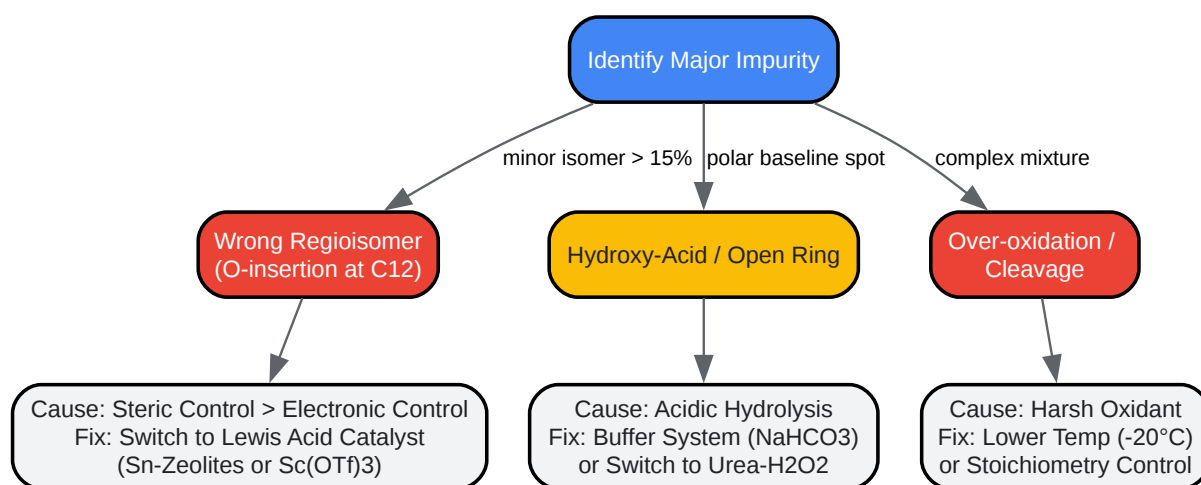 Identify Major Impurity
minor isomer > 15%
polar baseline spot
complex mixture
Wrong Regioisomer
(O-insertion at C12)
Hydroxy-Acid / Open Ring
Over-oxidation /
Cleavage
Cause: Steric Control > Electronic Control
Fix: Switch to Lewis Acid Catalyst
(Sn-Zeolites or Sc(OTf)3)
Cause: Acidic Hydrolysis
Fix: Buffer System (NaHCO3)
or Switch to Urea-H2O2
Cause: Harsh Oxidant
Fix: Lower Temp (-20°C)
or Stoichiometry Control